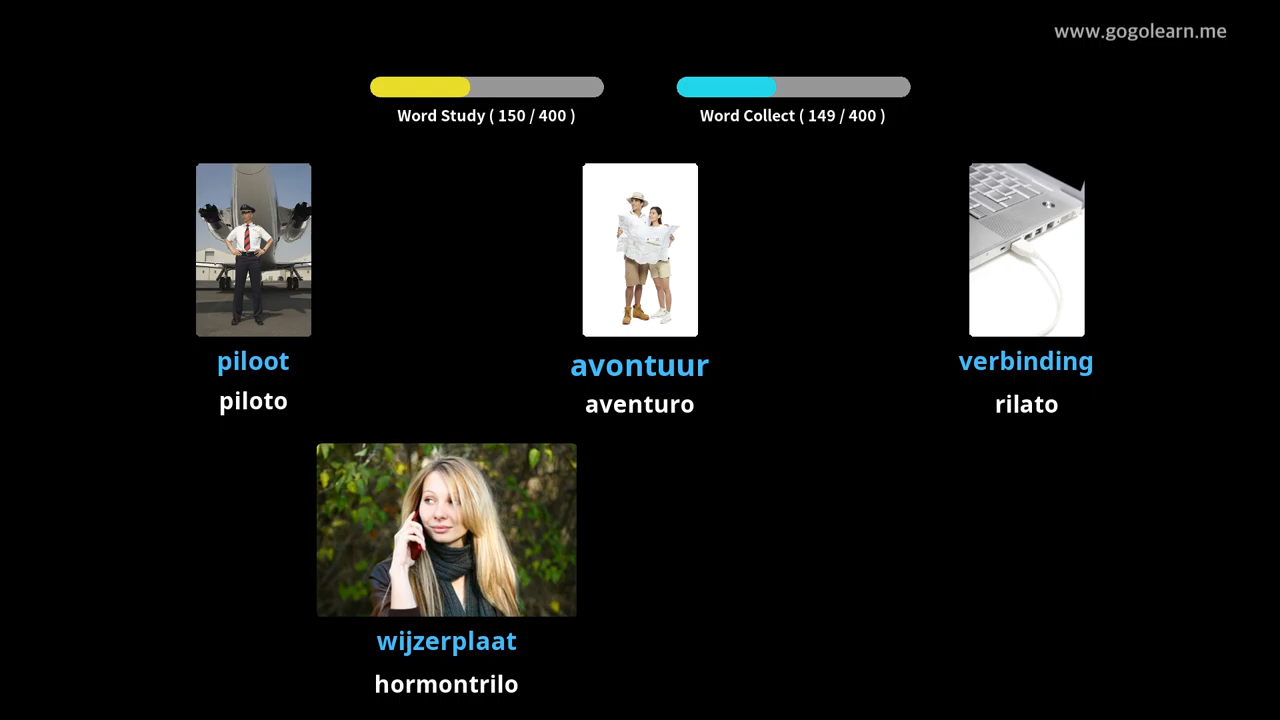 www.gogolearn.me
Word Study ( 150 / 400 )
Word Collect ( 149 / 400 )
piloot
piloto
avontuur
aventuro
verbinding
rilato
wijzerplaat
hormontrilo